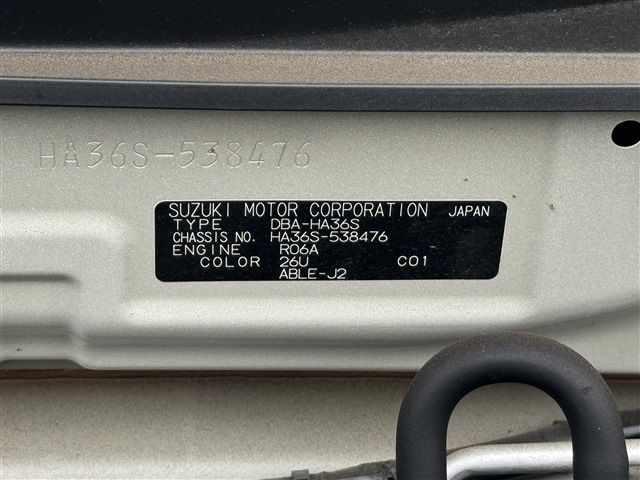 HA36S-538476
SUZUKI MOTOR CORPORATION JAPAN
TYPE DBA-HA36S
CHASSIS NO. HA36S-538476
ENGINE R06A
COLOR 26U C01
ABLE-J2